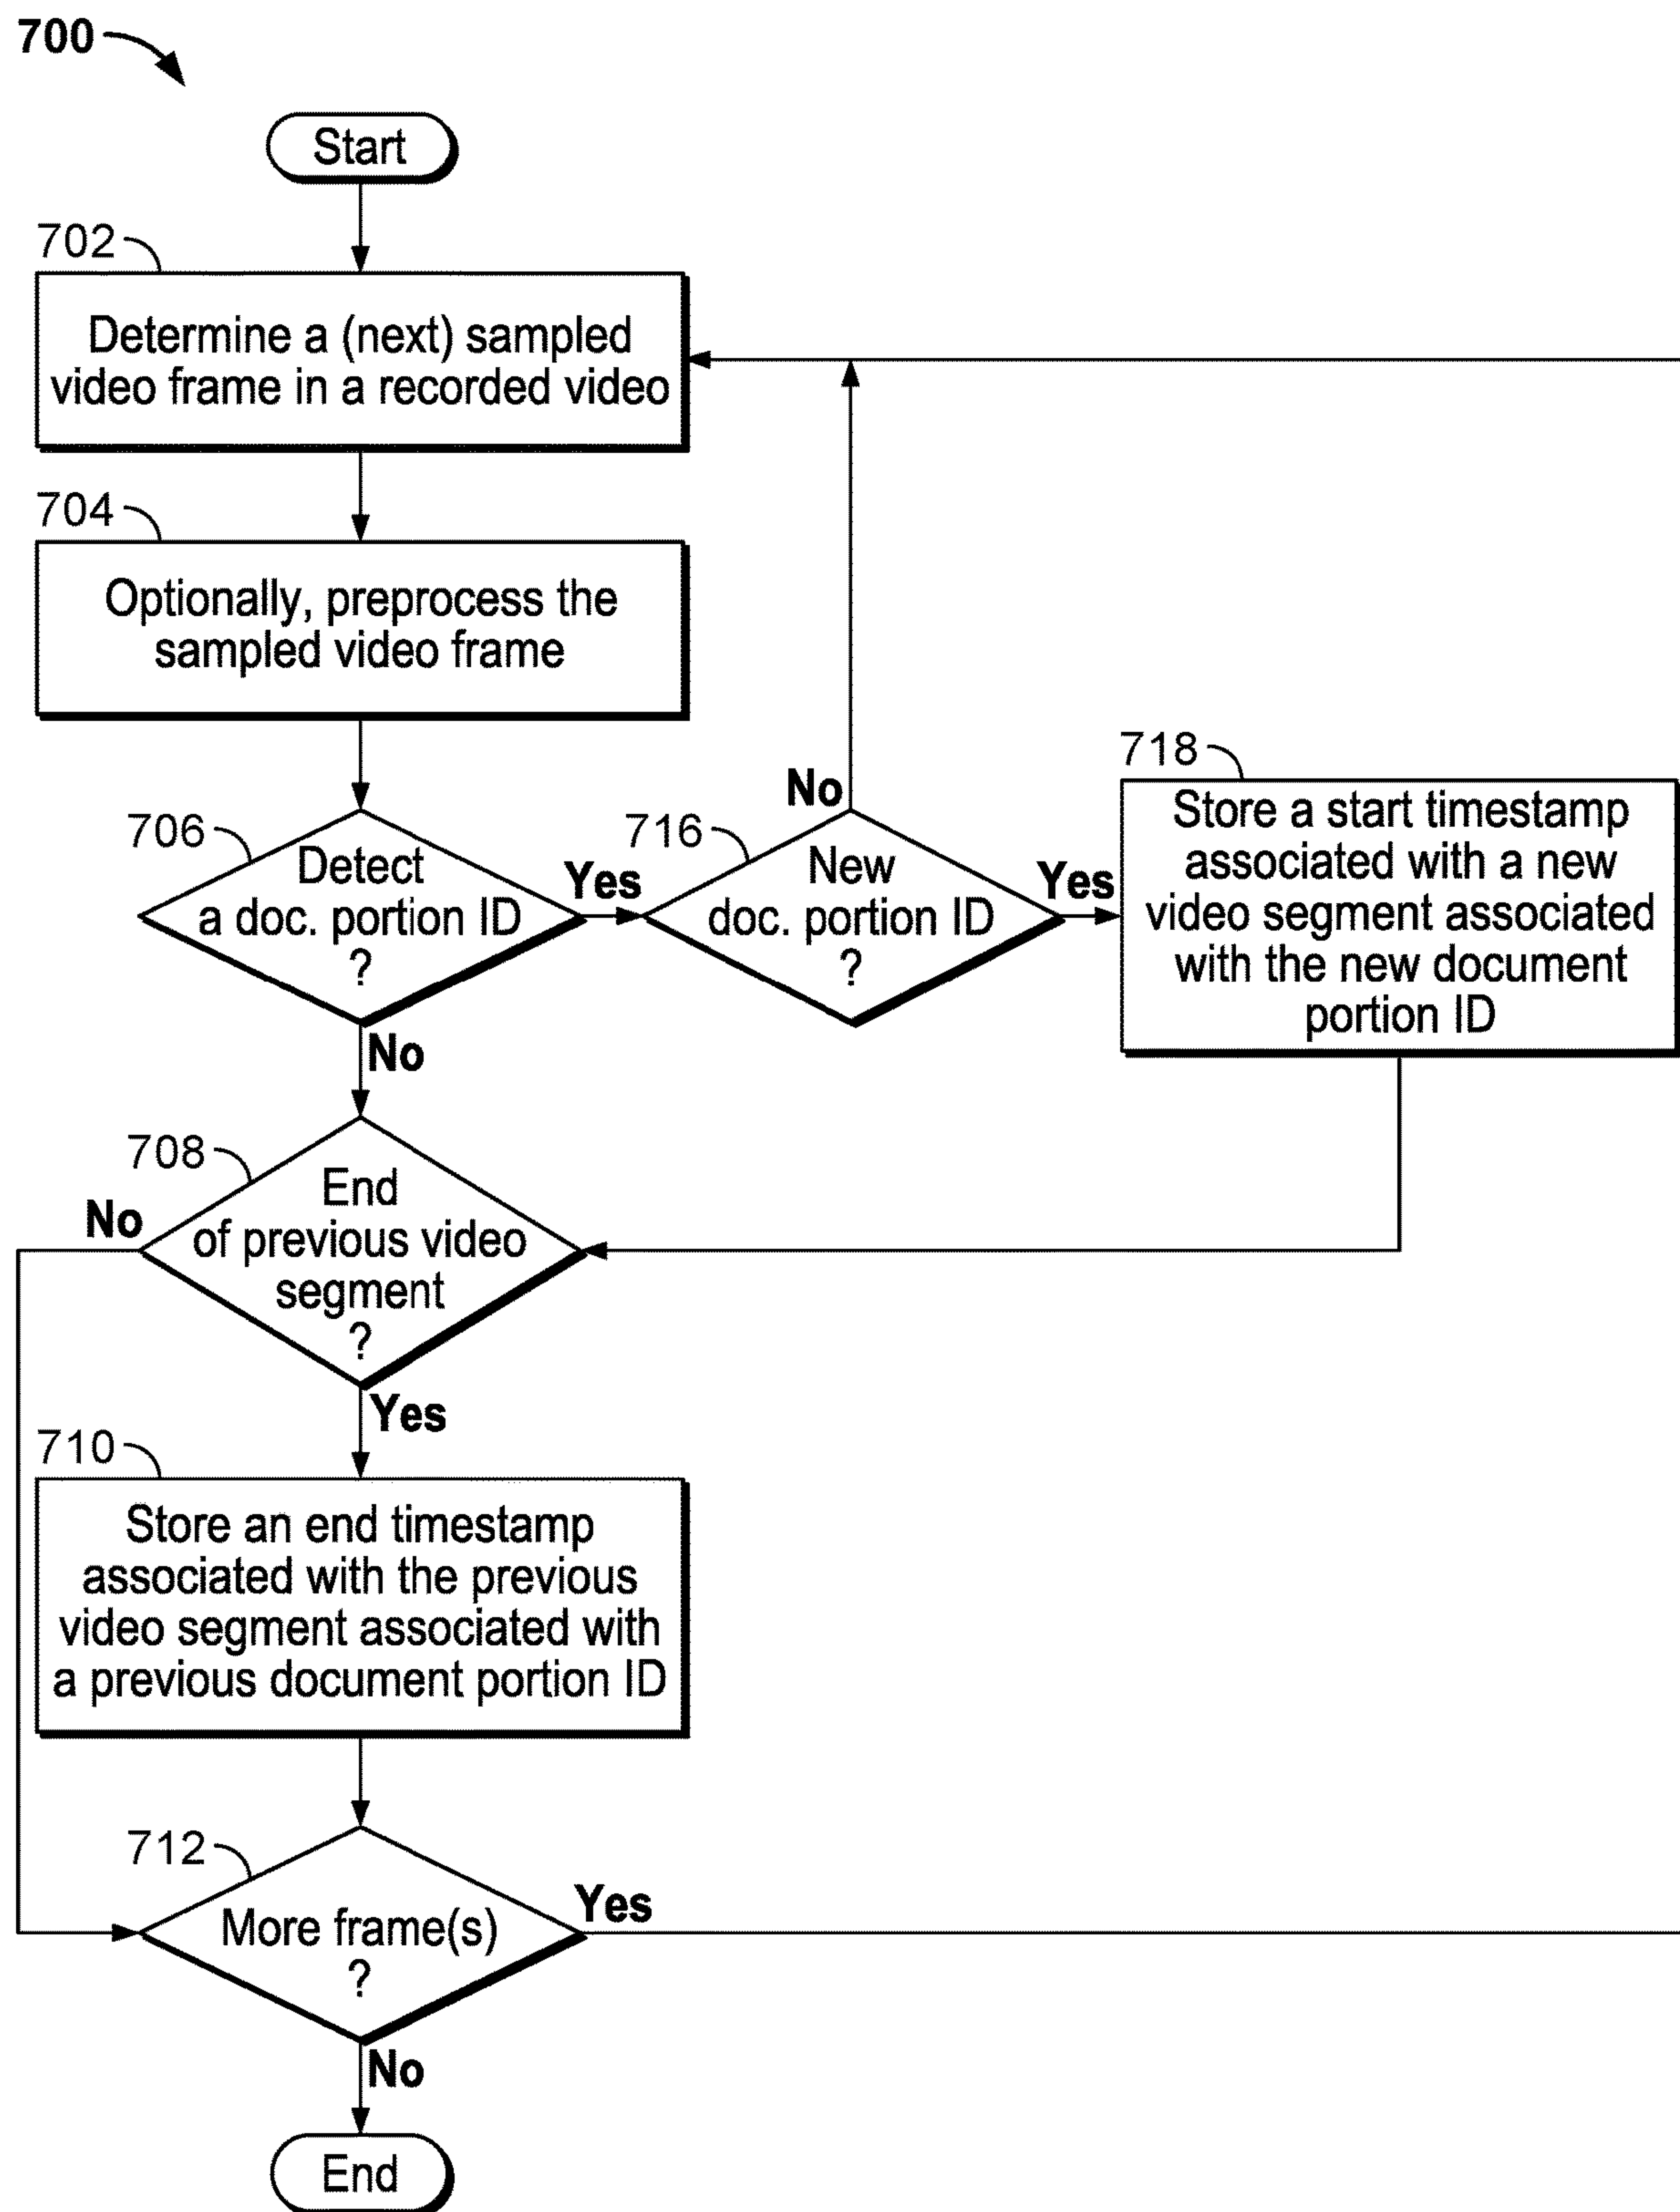 700
Start
702
Determine a (next) sampled
video frame in a recorded video
704
Optionally, preprocess the
sampled video frame
706
Detect
a doc. portion ID
?
Yes
No
716
New
doc. portion ID
?
No
Yes
718
Store a start timestamp
associated with a new
video segment associated
with the new document
portion ID
708
End
of previous video
segment
?
No
Yes
710
Store an end timestamp
associated with the previous
video segment associated with
a previous document portion ID
712
More frame(s)
?
Yes
No
End